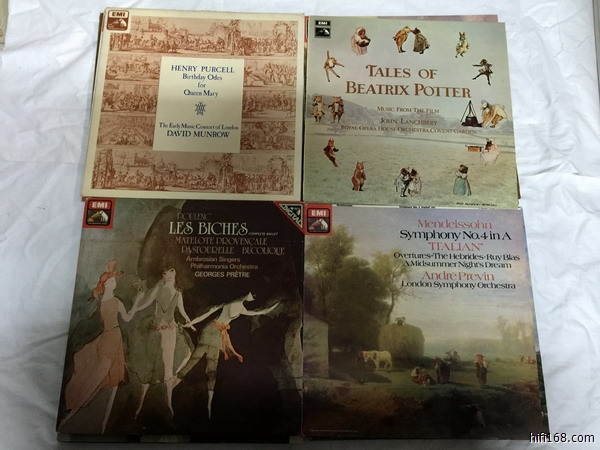 EMI
HENRY PURCELL
Birthday Odes
for
Queen Mary
The Early Music Consort of London
DAVID MUNROW
EMI
TALES OF
BEATRIX POTTER
MUSIC FROM THE FILM
JOHN LANCHBERY
ROYAL OPERA HOUSE ORCHESTRA, COVENT GARDEN
EMI
DIGITAL
POULENC
LES BICHES COMPLETE BALLET
MATELOTE PROVENÇALE
PASTOURELLE · BUCOLIQUE
Ambrosian Singers
Philharmonia Orchestra
GEORGES PRÊTRE
EMI
Mendelssohn
Symphony No.4 in A
"ITALIAN"
Overtures·The Hebrides·Ruy Blas
A Midsummer Night's Dream
André Previn
London Symphony Orchestra
hifi168.com